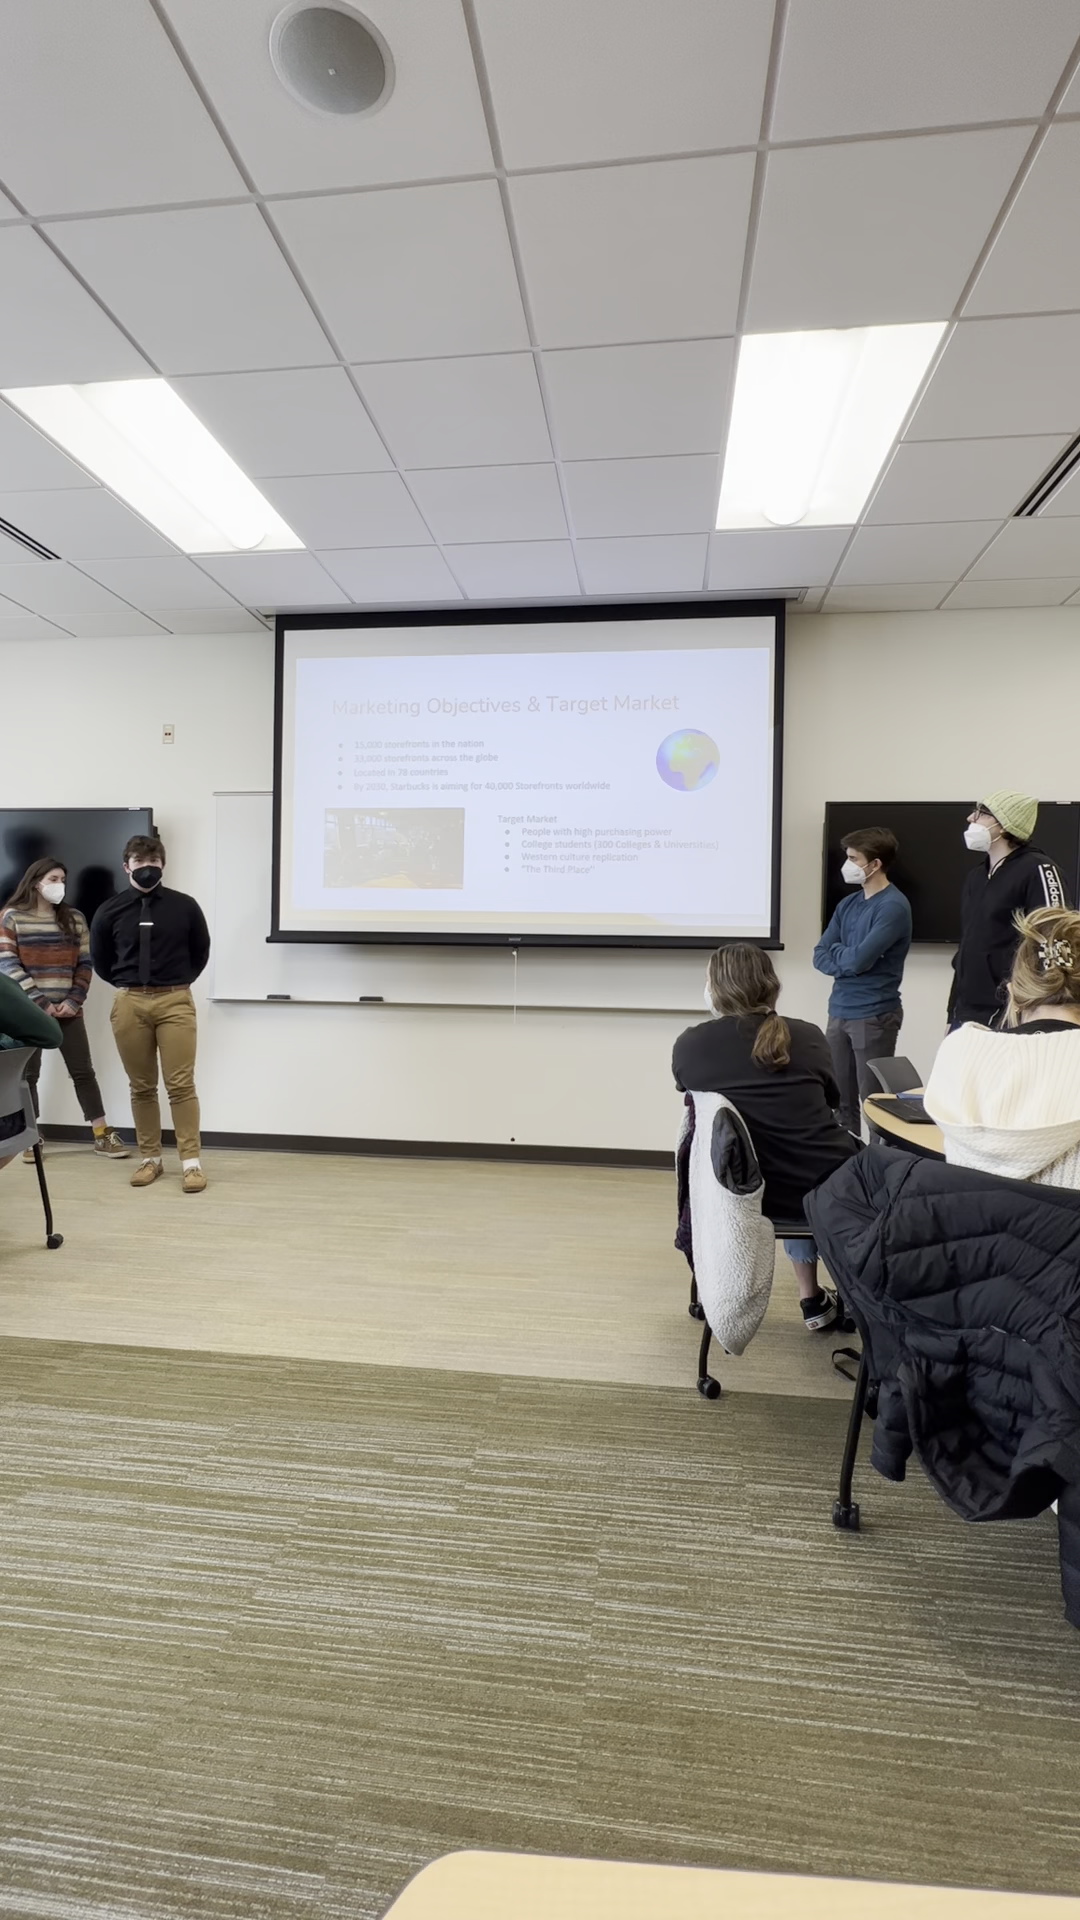 Marketing Objectives & Target Market
15,000 storefronts in the nation
33,000 storefronts across the globe
Located in 78 countries
By 2030, Starbucks is aiming for 40,000 Storefronts worldwide
Target Market
People with high purchasing power
College students (300 Colleges & Universities)
Western culture replication
"The Third Place"
adidas